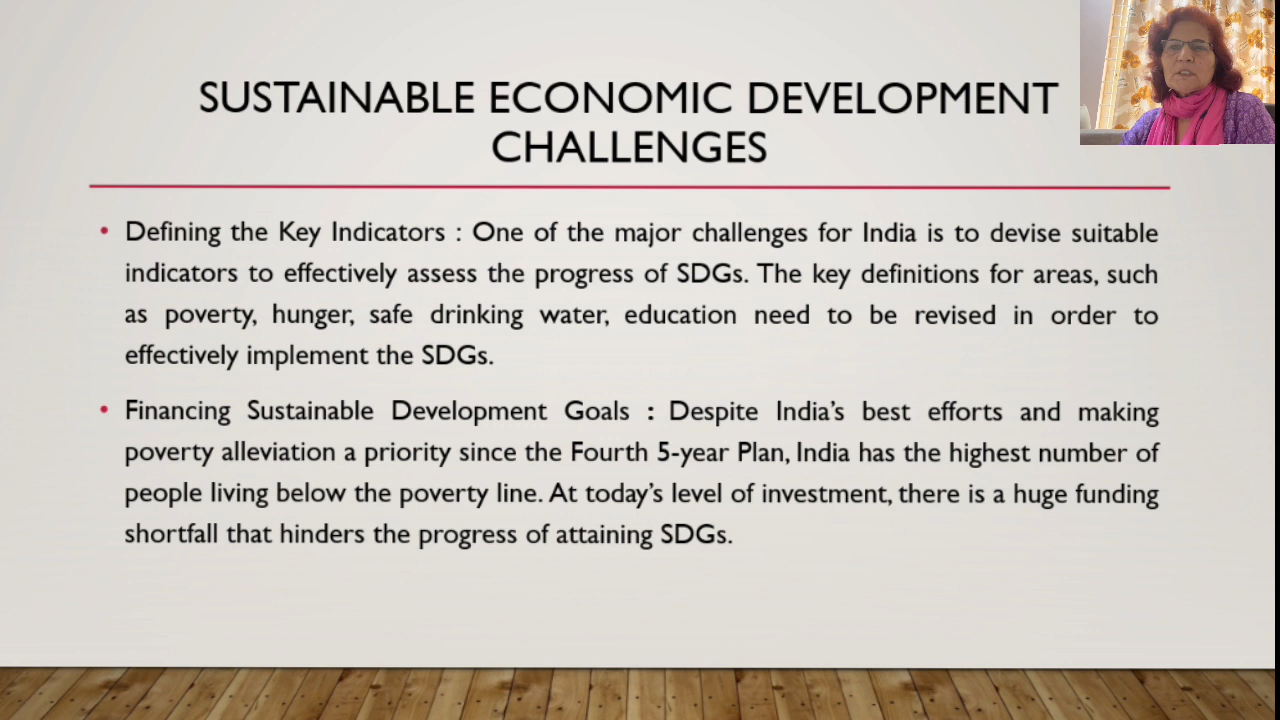 SUSTAINABLE ECONOMIC DEVELOPMENT
CHALLENGES
• Defining the Key Indicators : One of the major challenges for India is to devise suitable
indicators to effectively assess the progress of SDGs. The key definitions for areas, such
as poverty, hunger, safe drinking water, education need to be revised in order to
effectively implement the SDGs.
• Financing Sustainable Development Goals : Despite India's best efforts and making
poverty alleviation a priority since the Fourth 5-year Plan, India has the highest number of
people living below the poverty line. At today's level of investment, there is a huge funding
shortfall that hinders the progress of attaining SDGs.